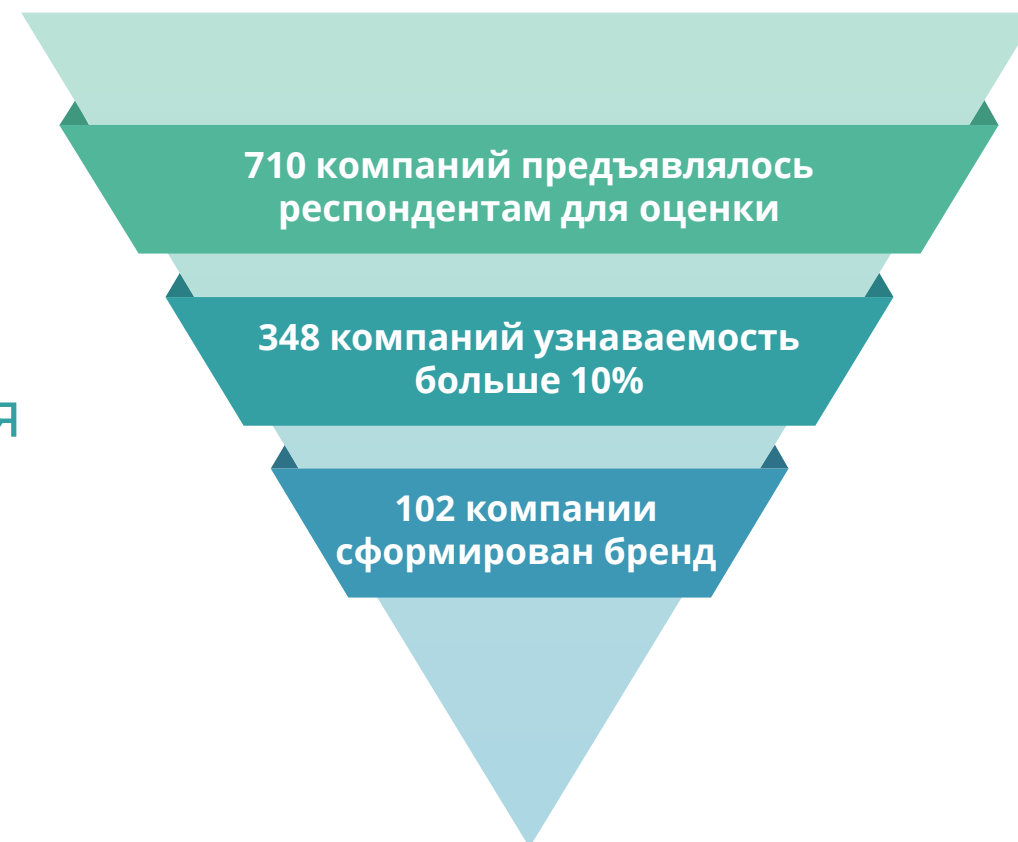 710 компаний предъявлялось
респондентам для оценки
348 компаний узнаваемость
больше 10%
я
102 компании
сформирован бренд